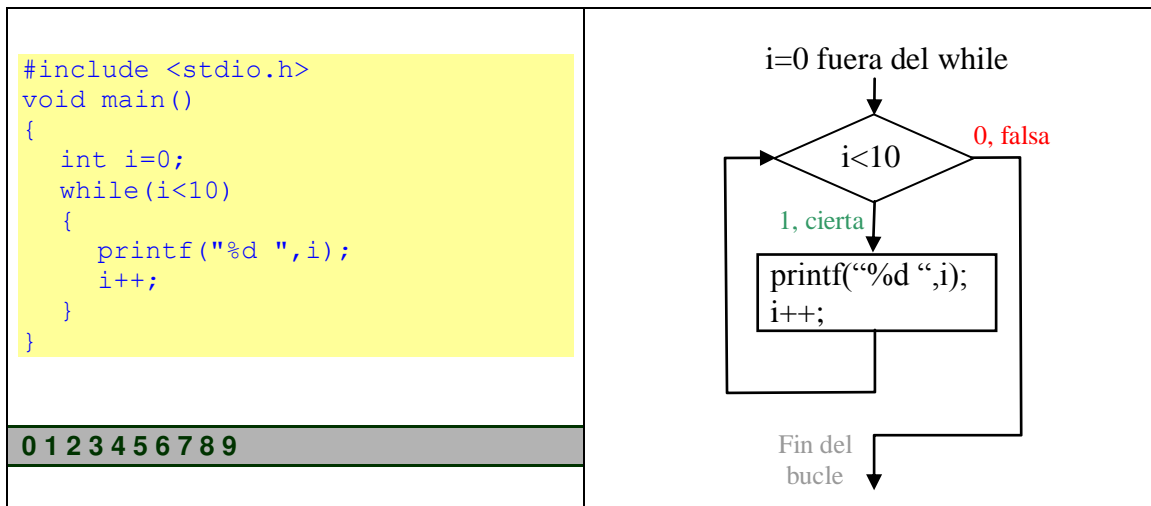 #include <stdio.h>
void main()
{
int i=0;
while(i<10)
{
printf("%d ",i);
i++;
}
}
0 1 2 3 4 5 6 7 8 9
i=0 fuera del while
i<10
0, falsa
1, cierta
printf(“%d “,i);
i++;
Fin del
bucle